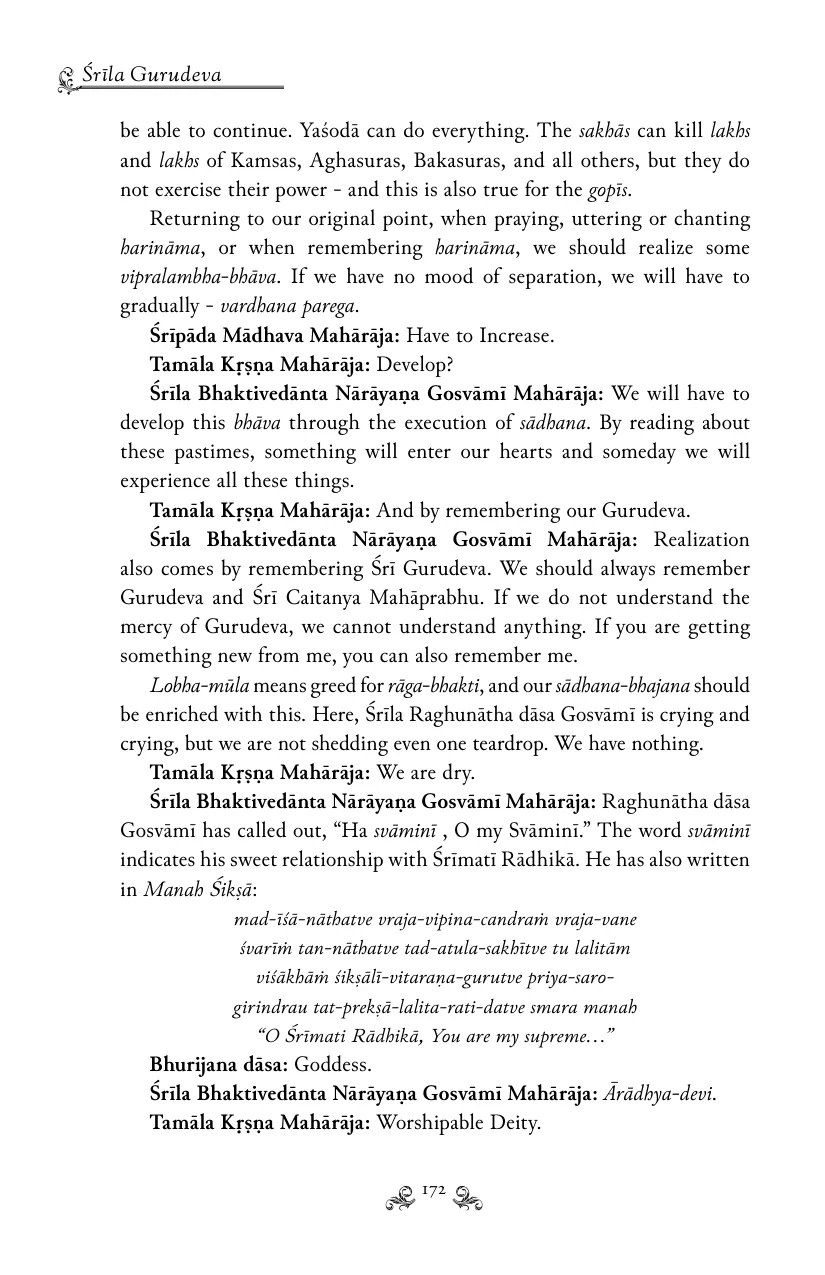 Śrīla Gurudeva
be able to continue. Yaśodā can do everything. The sakhās can kill lakhs
and lakhs of Kamsas, Aghasuras, Bakasuras, and all others, but they do
not exercise their power - and this is also true for the gopīs.
Returning to our original point, when praying, uttering or chanting
harināma, or when remembering harināma, we should realize some
vipralambha-bhāva. If we have no mood of separation, we will have to
gradually - vardhana parega.
Śrīpāda Mādhava Mahārāja: Have to Increase.
Tamāla Kṛṣṇa Mahārāja: Develop?
Śrīla Bhaktivedānta Nārāyaṇa Gosvāmī Mahārāja: We will have to
develop this bhāva through the execution of sādhana. By reading about
these pastimes, something will enter our hearts and someday we will
experience all these things.
Tamāla Kṛṣṇa Mahārāja: And by remembering our Gurudeva.
Śrīla Bhaktivedānta Nārāyaṇa Gosvāmī Mahārāja: Realization
also comes by remembering Śrī Gurudeva. We should always remember
Gurudeva and Śrī Caitanya Mahāprabhu. If we do not understand the
mercy of Gurudeva, we cannot understand anything. If you are getting
something new from me, you can also remember me.
Lobha-mūla means greed for rāga-bhakti, and our sādhana-bhajana should
be enriched with this. Here, Śrīla Raghunātha dāsa Gosvāmī is crying and
crying, but we are not shedding even one teardrop. We have nothing.
Tamāla Kṛṣṇa Mahārāja: We are dry.
Śrīla Bhaktivedānta Nārāyaṇa Gosvāmī Mahārāja: Raghunātha dāsa
Gosvāmī has called out, “Ha svāminī , O my Svāminī.” The word svāminī
indicates his sweet relationship with Śrīmatī Rādhikā. He has also written
in Manah Śikṣā:
mad-īśā-nāthatve vraja-vipina-candraṁ vraja-vane
śvarīṁ tan-nāthatve tad-atula-sakhītve tu lalitām
viśākhāṁ śikṣālī-vitaraṇa-gurutve priya-saro-
girindrau tat-prekṣā-lalita-rati-datve smara manah
“O Śrīmati Rādhikā, You are my supreme…”
Bhurijana dāsa: Goddess.
Śrīla Bhaktivedānta Nārāyaṇa Gosvāmī Mahārāja: Ārādhya-devi.
Tamāla Kṛṣṇa Mahārāja: Worshipable Deity.
172